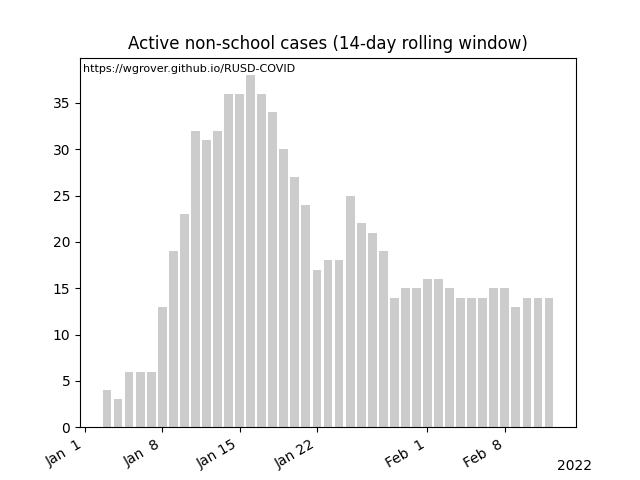 Active non-school cases (14-day rolling window)
https://wgrover.github.io/RUSD-COVID
35
30
25
20
15
10
5
0
Jan 1
Jan 8
Jan 15
Jan 22
Feb 1
Feb 8
2022